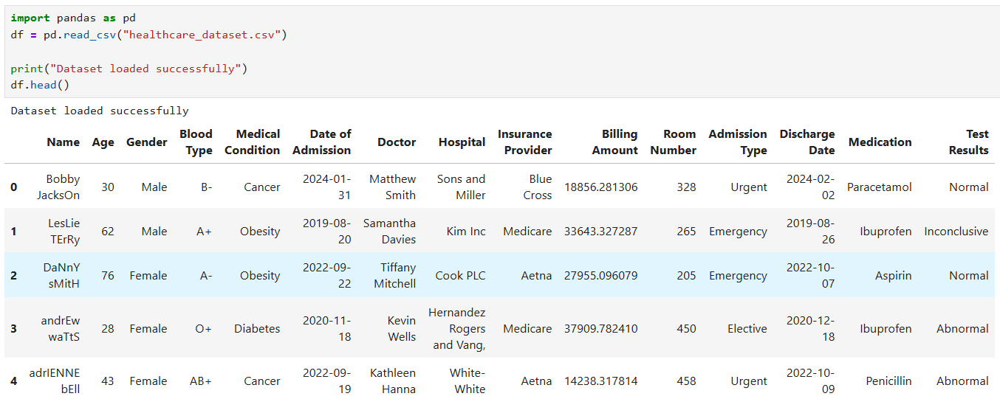 import pandas as pd
df = pd.read_csv("healthcare_dataset.csv")
print("Dataset loaded successfully")
df.head()
Dataset loaded successfully
Name Age Gender Blood Type Medical Condition Date of Admission Doctor Hospital Insurance Provider Billing Amount Room Number Admission Type Discharge Date Medication Test Results
0 Bobby JacksOn 30 Male B- Cancer 2024-01-31 Matthew Smith Sons and Miller Blue Cross 18856.281306 328 Urgent 2024-02-02 Paracetamol Normal
1 LesLie TErRy 62 Male A+ Obesity 2019-08-20 Samantha Davies Kim Inc Medicare 33643.327287 265 Emergency 2019-08-26 Ibuprofen Inconclusive
2 DaNnY sMitH 76 Female A- Obesity 2022-09-22 Tiffany Mitchell Cook PLC Aetna 27955.096079 205 Emergency 2022-10-07 Aspirin Normal
3 andrEw waTtS 28 Female O+ Diabetes 2020-11-18 Kevin Wells Hernandez Rogers and Vang, Medicare 37909.782410 450 Elective 2020-12-18 Ibuprofen Abnormal
4 adrIENNE bEll 43 Female AB+ Cancer 2022-09-19 Kathleen Hanna White-White Aetna 14238.317814 458 Urgent 2022-10-09 Penicillin Abnormal